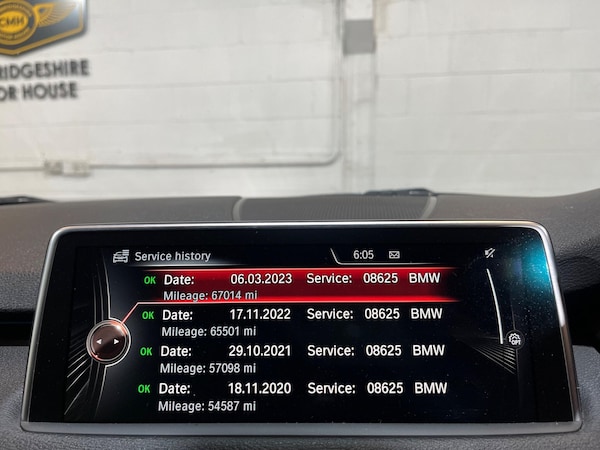 CMH
RIDGESHIRE
OR HOUSE
Service history
6:05
OK Date: 06.03.2023 Service: 08625 BMW
Mileage: 67014 mi
OK Date: 17.11.2022 Service: 08625 BMW
Mileage: 65501 mi
OK Date: 29.10.2021 Service: 08625 BMW
Mileage: 57098 mi
OK Date: 18.11.2020 Service: 08625 BMW
Mileage: 54587 mi